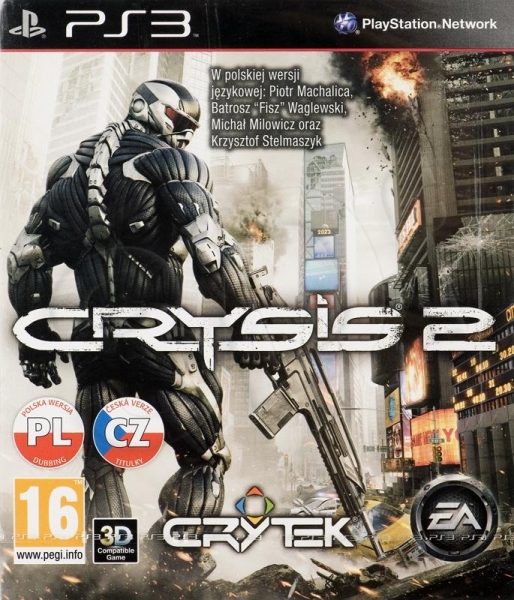 PS3
PlayStation®Network
W polskiej wersji
językowej: Piotr Machalica,
Batrosz "Fisz" Waglewski,
Michał Milowicz oraz
Krzysztof Stelmaszyk
2023
CRYSIS 2
POLSKA WERSJA
PL
DUBBING
ČESKÁ VERZE
CZ
TITULKY
16
www.pegi.info
3D
Compatible
Game
CRYTEK
EA